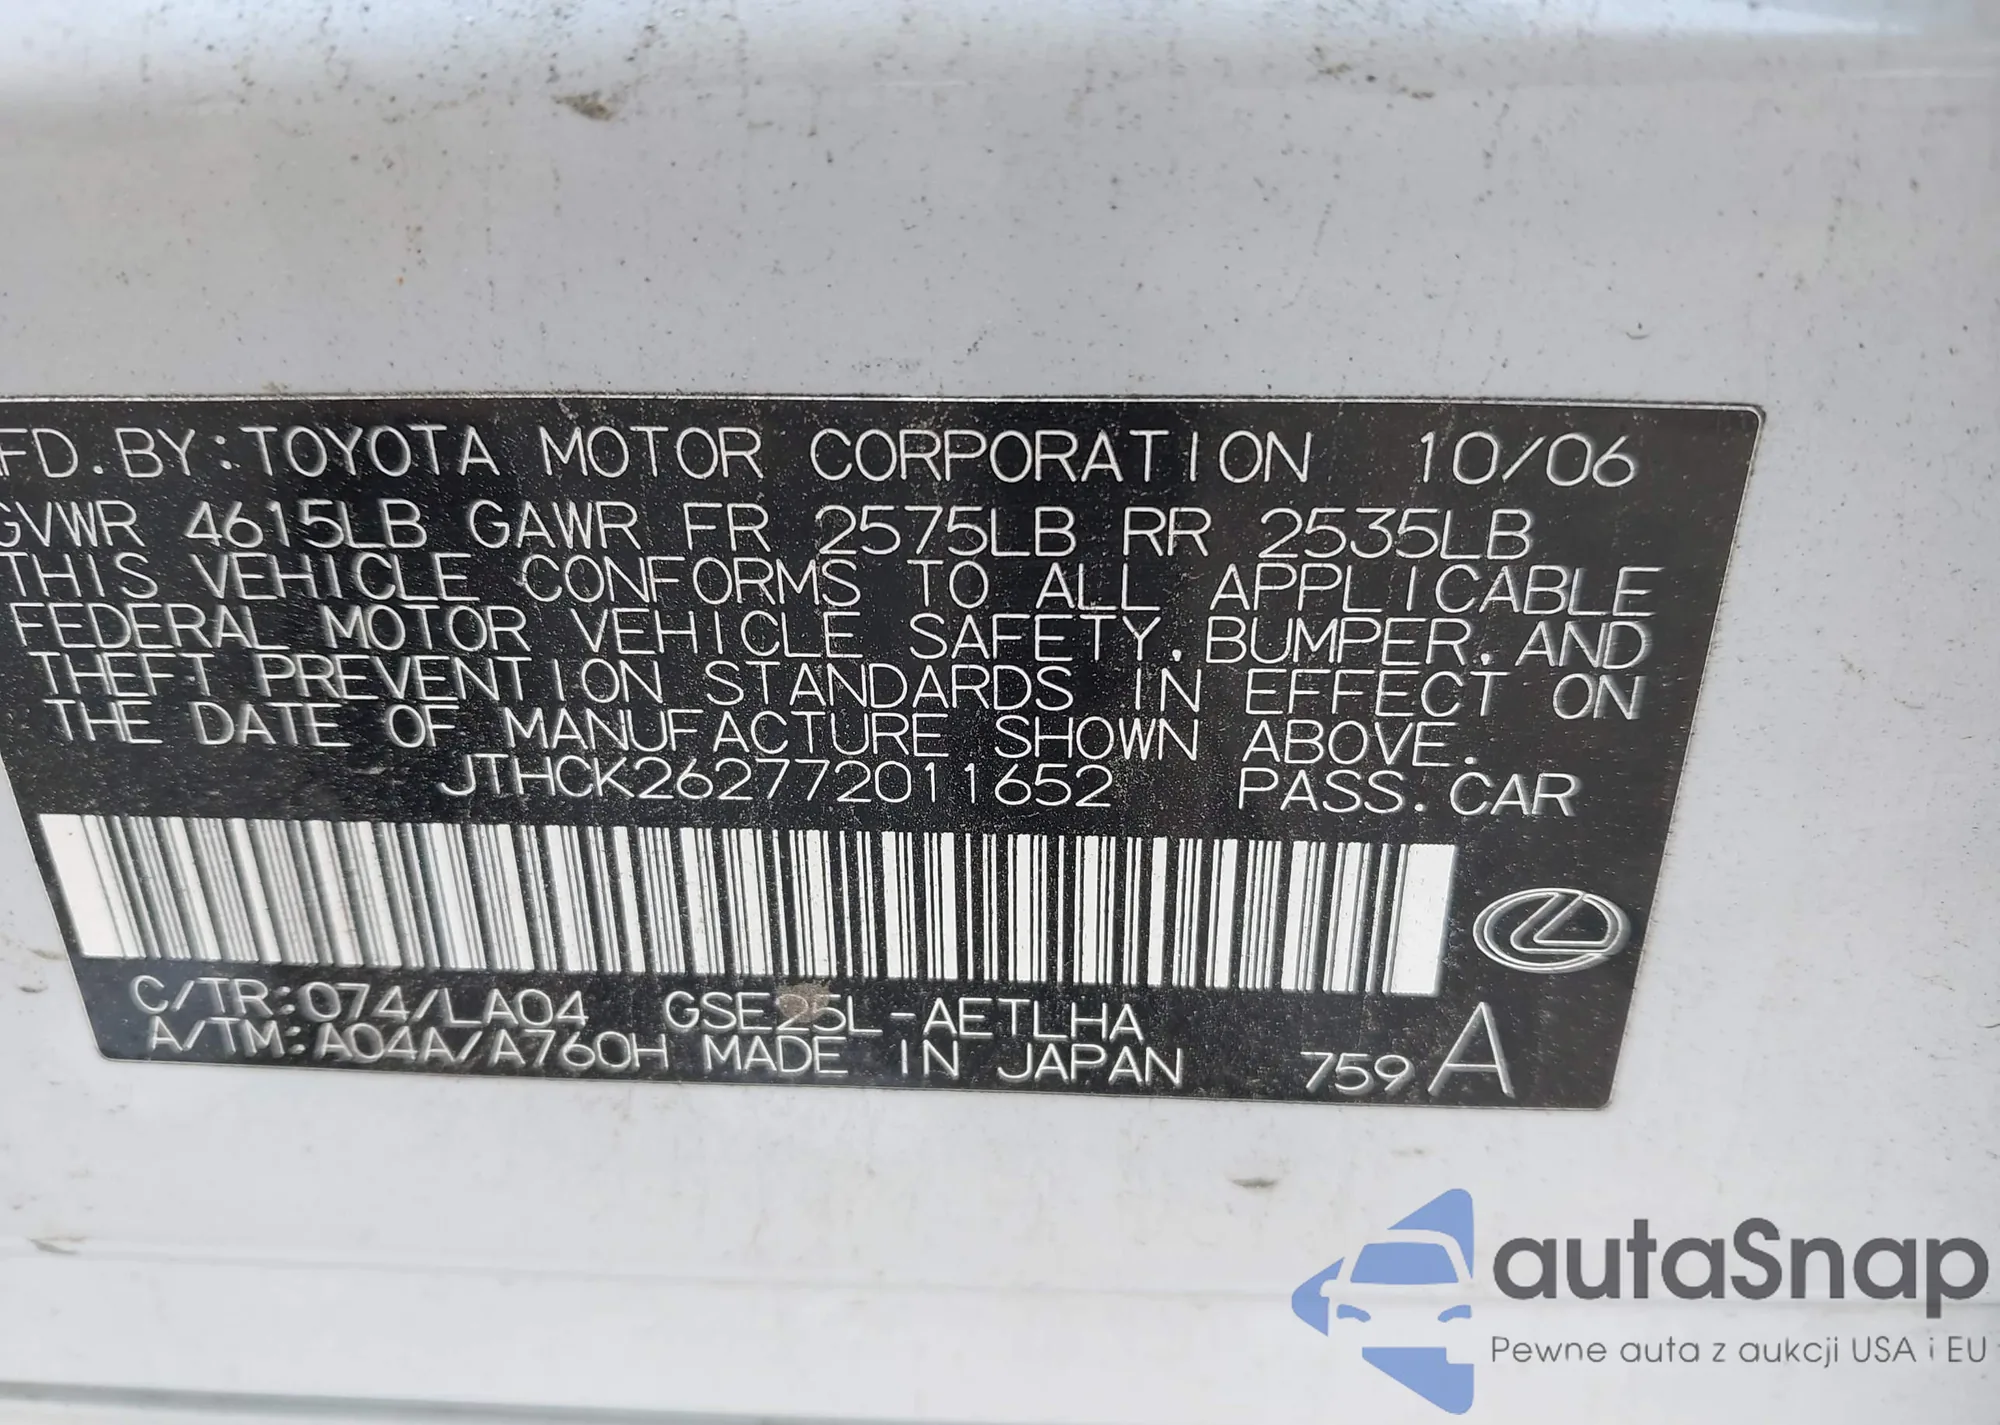 FD.BY:TOYOTA MOTOR CORPORATION 10/06
GVWR 4615LB GAWR FR 2575LB RR 2535LB
THIS VEHICLE CONFORMS TO ALL APPLICABLE
FEDERAL MOTOR VEHICLE SAFETY,BUMPER,AND
THEFT PREVENTION STANDARDS IN EFFECT ON
THE DATE OF MANUFACTURE SHOWN ABOVE.
JTHCK262772011652 PASS.CAR
C/TR:074/LA04 GSE25L-AETLHA
A/TM:A04A/A760H MADE IN JAPAN 759 A
autaSnap
Pewne auta z aukcji USA i EU